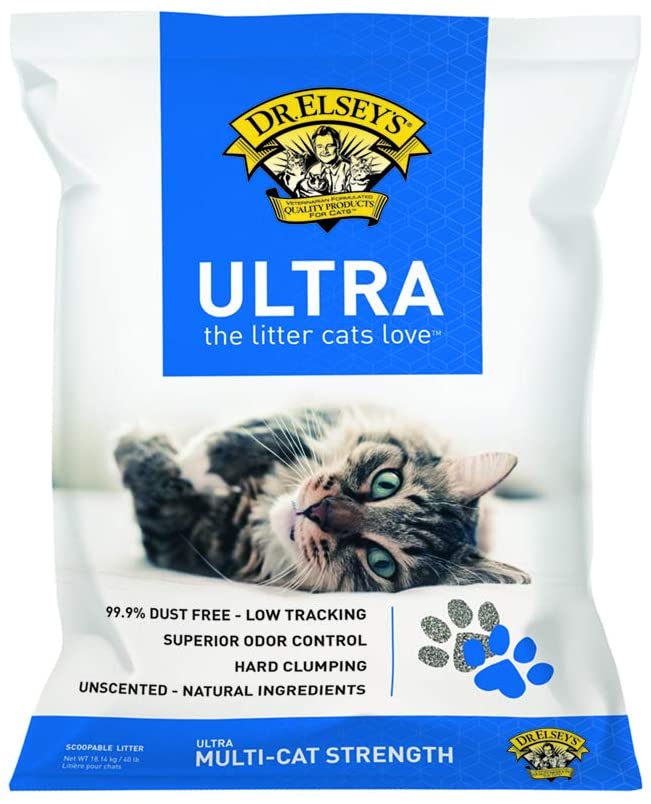 DR. ELSEY'S®
VETERINARIAN FORMULATED
QUALITY PRODUCTS
FOR CATS™
ULTRA
the litter cats love™
99.9% DUST FREE - LOW TRACKING
SUPERIOR ODOR CONTROL
HARD CLUMPING
UNSCENTED - NATURAL INGREDIENTS
SCOOPABLE LITTER
Net WT 18.14 kg / 40 lb
Litière pour chats
ULTRA
MULTI-CAT STRENGTH
DR. ELSEY'S